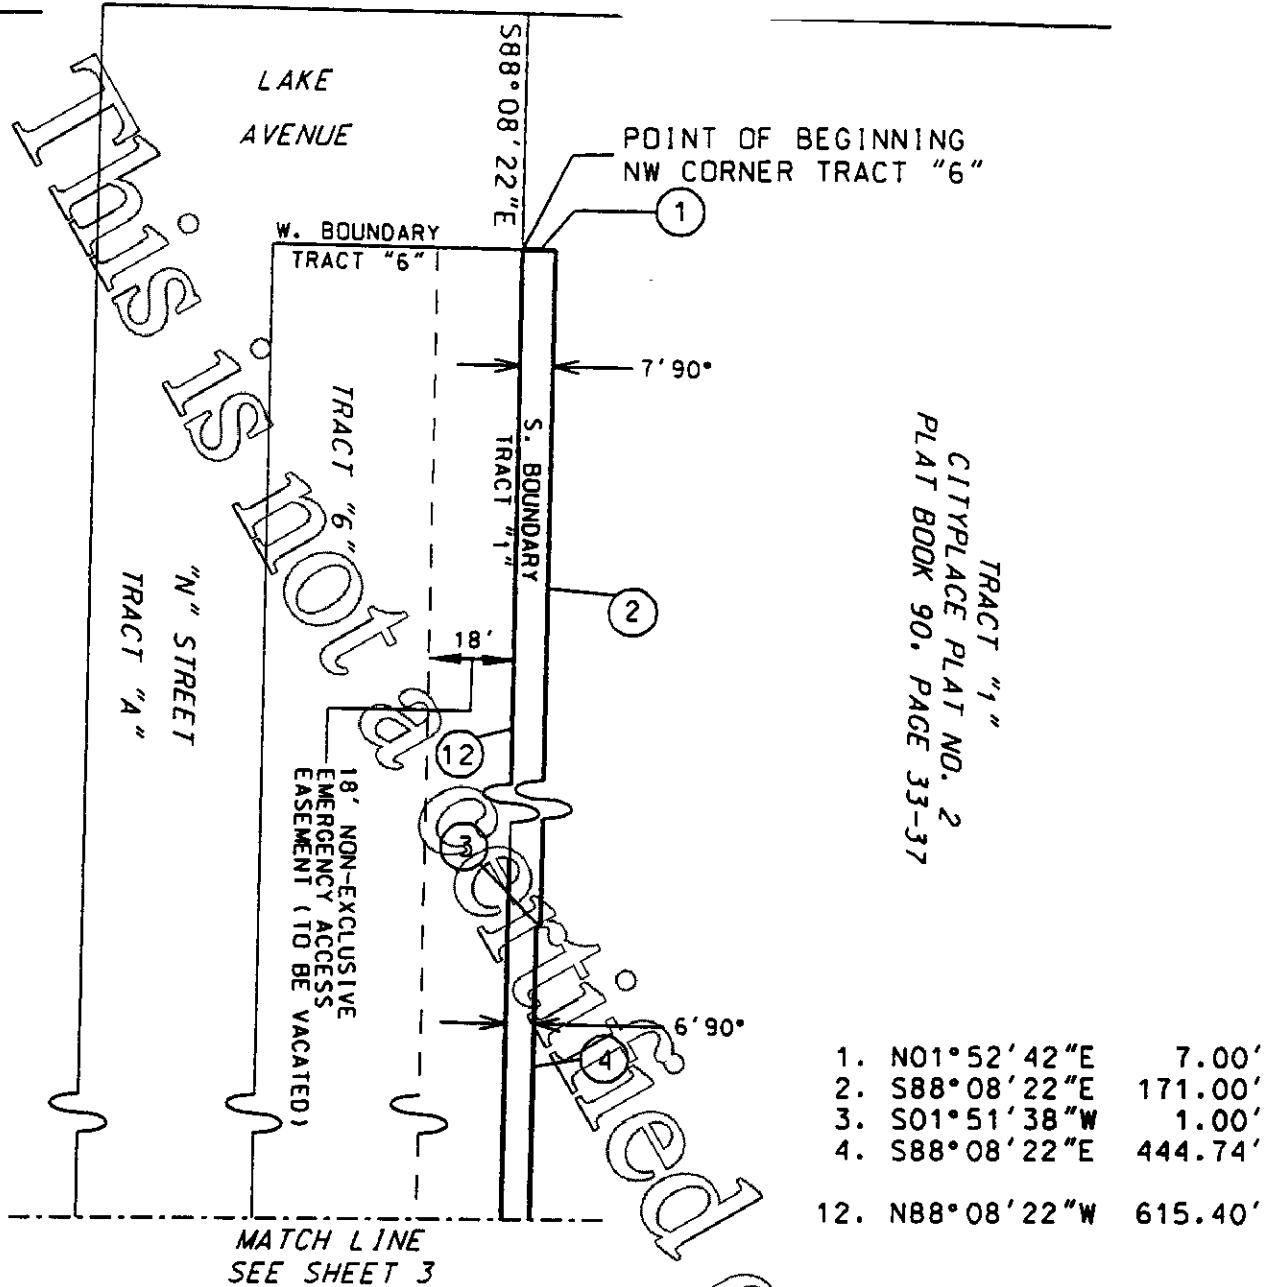 LAKE
AVENUE
S88°08'22"E
POINT OF BEGINNING
NW CORNER TRACT "6"
1
W. BOUNDARY
TRACT "6"
7'90°
S. BOUNDARY
TRACT "1"
TRACT "6"
2
TRACT "1"
CITYPLACE PLAT NO. 2
PLAT BOOK 90, PAGE 33-37
"N" STREET
TRACT "A"
18'
12
18' NON-EXCLUSIVE
EMERGENCY ACCESS
EASEMENT (TO BE VACATED)
3
6'90°
4
This is not a certified
1. N01°52'42"E 7.00'
2. S88°08'22"E 171.00'
3. S01°51'38"W 1.00'
4. S88°08'22"E 444.74'
12. N88°08'22"W 615.40'
MATCH LINE
SEE SHEET 3